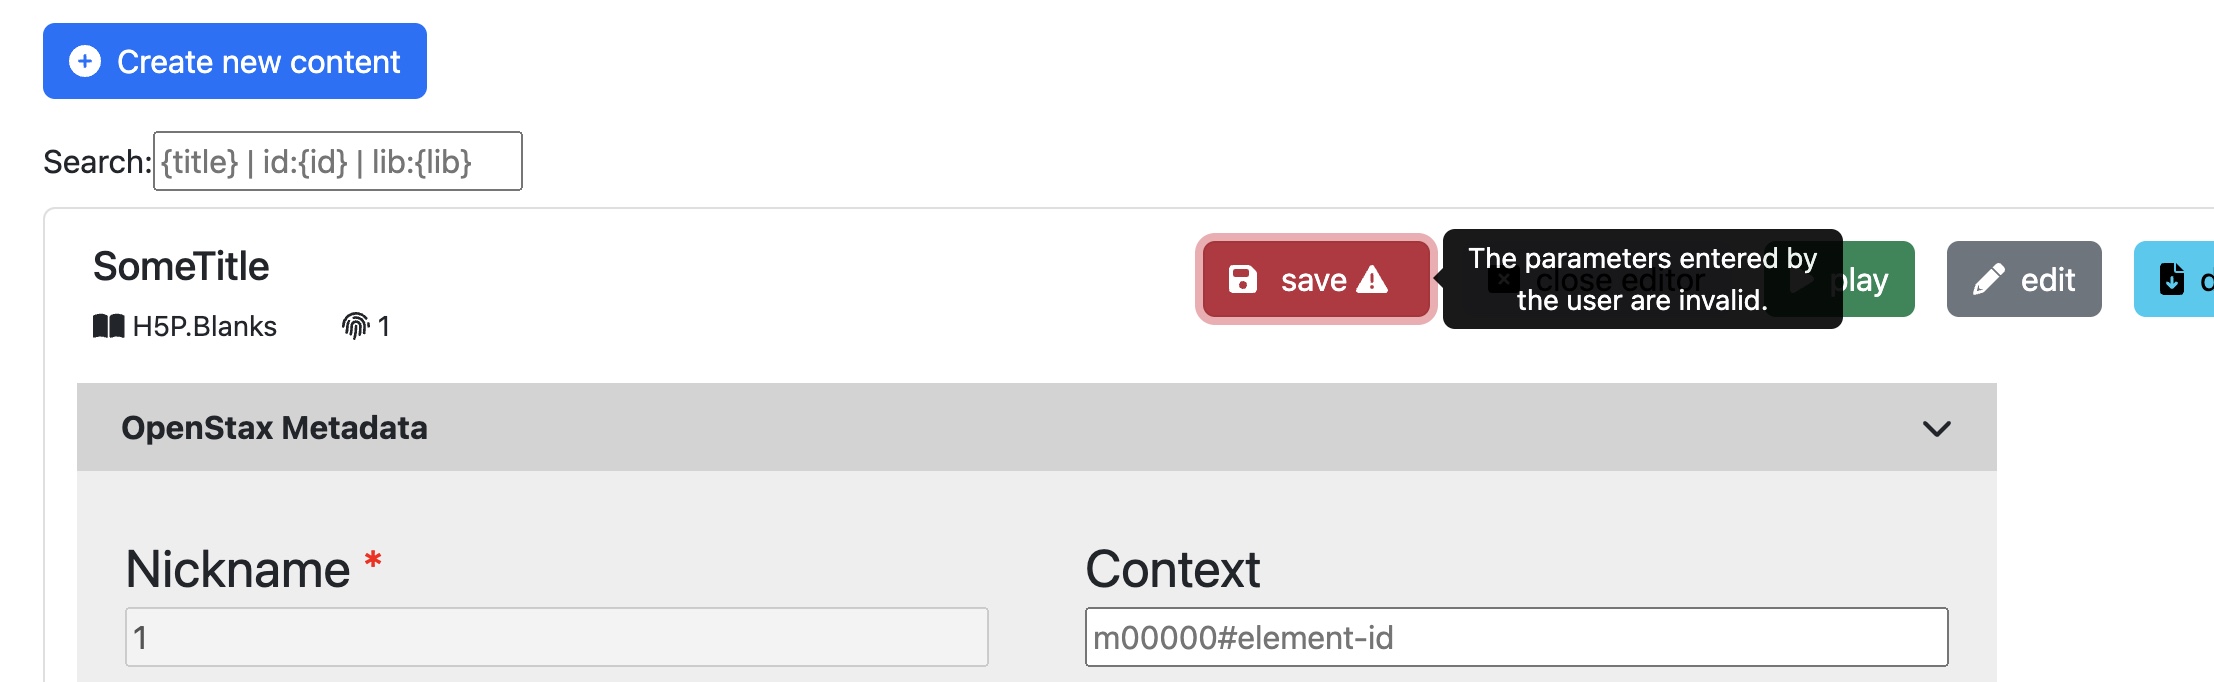 Create new content
Search: {title} | id:{id} | lib:{lib}
SomeTitle
H5P.Blanks 1
save
The parameters entered by
the user are invalid.
close editor
play
edit
OpenStax Metadata
Nickname *
1
Context
m00000#element-id